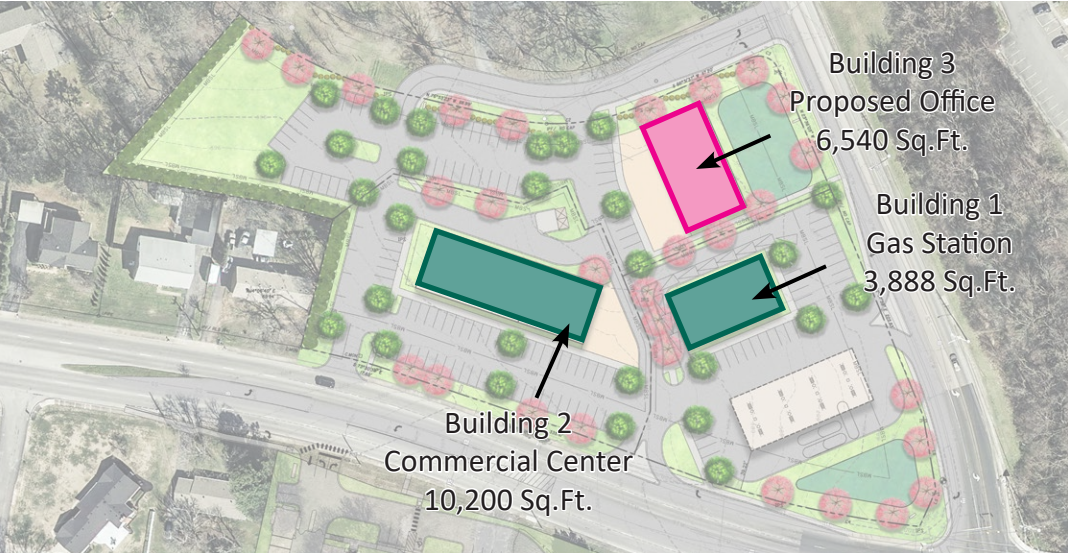 Building 3
Proposed Office
6,540 Sq.Ft.
Building 1
Gas Station
3,888 Sq.Ft.
Building 2
Commercial Center
10,200 Sq.Ft.